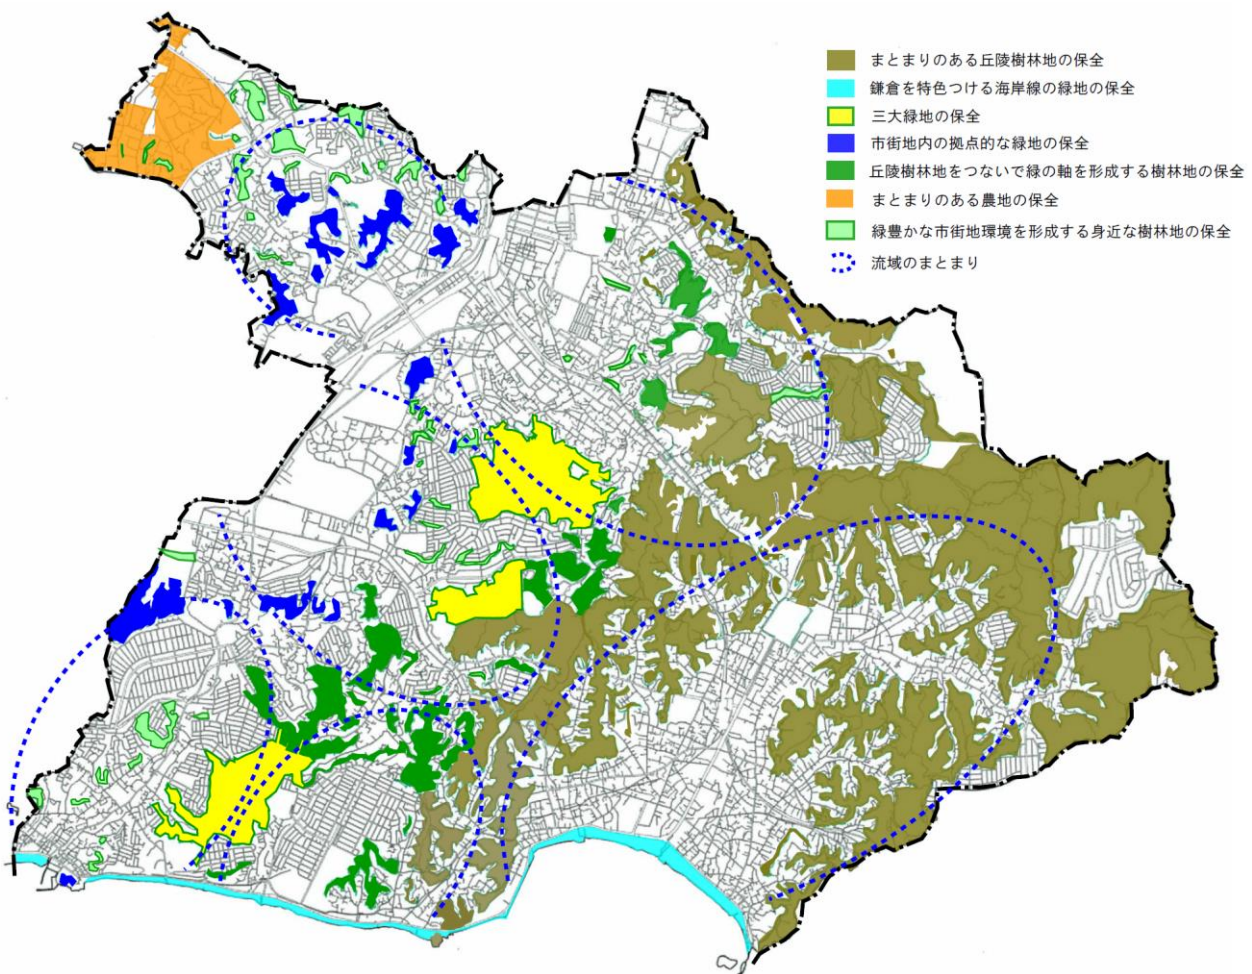 まとまりのある丘陵樹林地の保全
鎌倉を特色つける海岸線の緑地の保全
三大緑地の保全
市街地内の拠点的な緑地の保全
丘陵樹林地をつないで緑の軸を形成する樹林地の保全
まとまりのある農地の保全
緑豊かな市街地環境を形成する身近な樹林地の保全
流域のまとまり